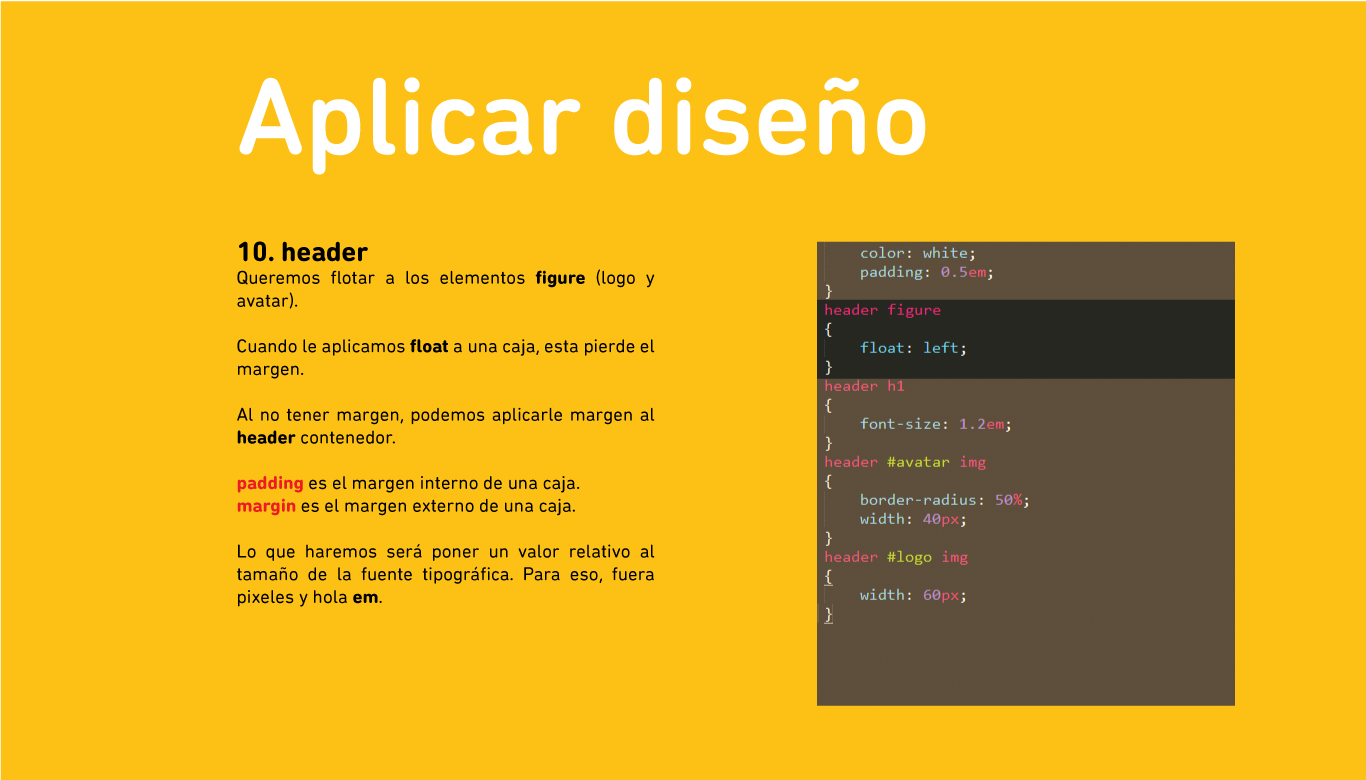 Aplicar diseño
10. header
Queremos flotar a los elementos figure (logo y
avatar).
Cuando le aplicamos float a una caja, esta pierde el
margen.
Al no tener margen, podemos aplicarle margen al
header contenedor.
padding es el margen interno de una caja.
margin es el margen externo de una caja.
Lo que haremos será poner un valor relativo al
tamaño de la fuente tipográfica. Para eso, fuera
pixeles y hola em.
color: white;
padding: 0.5em;
}
header figure
{
float: left;
}
header h1
{
font-size: 1.2em;
}
header #avatar img
{
border-radius: 50%;
width: 40px;
}
header #logo img
{
width: 60px;
}